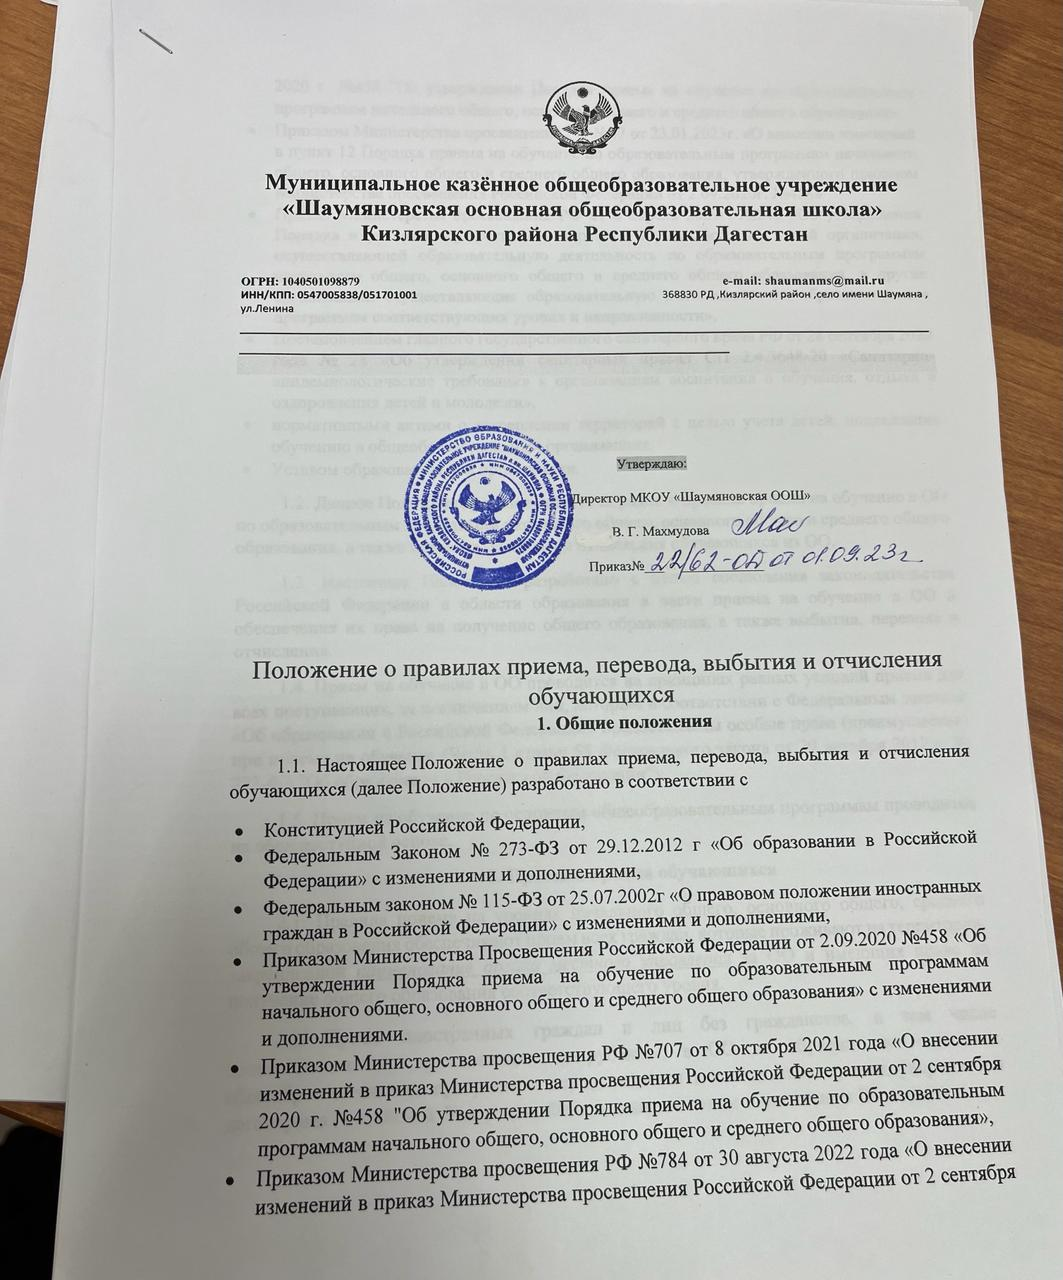 Муниципальное казённое общеобразовательное учреждение
«Шаумяновская основная общеобразовательная школа»
Кизлярского района Республики Дагестан
ОГРН: 1040501098879 e-mail: shaumanms@mail.ru
ИНН/КПП: 0547005838/051701001 368830 РД ,Кизлярский район ,село имени Шаумяна ,
ул.Ленина
Утверждаю:
Директор МКОУ «Шаумяновская ООШ»
В. Г. Махмудова
Приказ№ 22/62-ОД от 01.09.23г
Положение о правилах приема, перевода, выбытия и отчисления
обучающихся
1. Общие положения
1.1. Настоящее Положение о правилах приема, перевода, выбытия и отчисления
обучающихся (далее Положение) разработано в соответствии с
• Конституцией Российской Федерации,
• Федеральным Законом № 273-ФЗ от 29.12.2012 г «Об образовании в Российской
Федерации» с изменениями и дополнениями,
• Федеральным законом № 115-ФЗ от 25.07.2002г «О правовом положении иностранных
граждан в Российской Федерации» с изменениями и дополнениями,
• Приказом Министерства Просвещения Российской Федерации от 2.09.2020 №458 «Об
утверждении Порядка приема на обучение по образовательным программам
начального общего, основного общего и среднего общего образования» с изменениями
и дополнениями.
• Приказом Министерства просвещения РФ №707 от 8 октября 2021 года «О внесении
изменений в приказ Министерства просвещения Российской Федерации от 2 сентября
2020 г. №458 "Об утверждении Порядка приема на обучение по образовательным
программам начального общего, основного общего и среднего общего образования»,
• Приказом Министерства просвещения РФ №784 от 30 августа 2022 года «О внесении
изменений в приказ Министерства просвещения Российской Федерации от 2 сентября